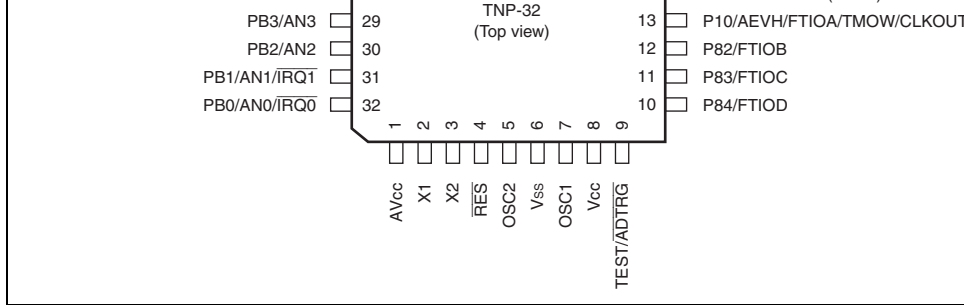 TNP-32
(Top view)
PB3/AN3 29
PB2/AN2 30
PB1/AN1/IRQ1 31
PB0/AN0/IRQ0 32
13 P10/AEVH/FTIOA/TMOW/CLKOUT
12 P82/FTIOB
11 P83/FTIOC
10 P84/FTIOD
1 2 3 4 5 6 7 8 9
AVcc
X1
X2
RES
OSC2
Vss
OSC1
Vcc
TEST/ADTRG